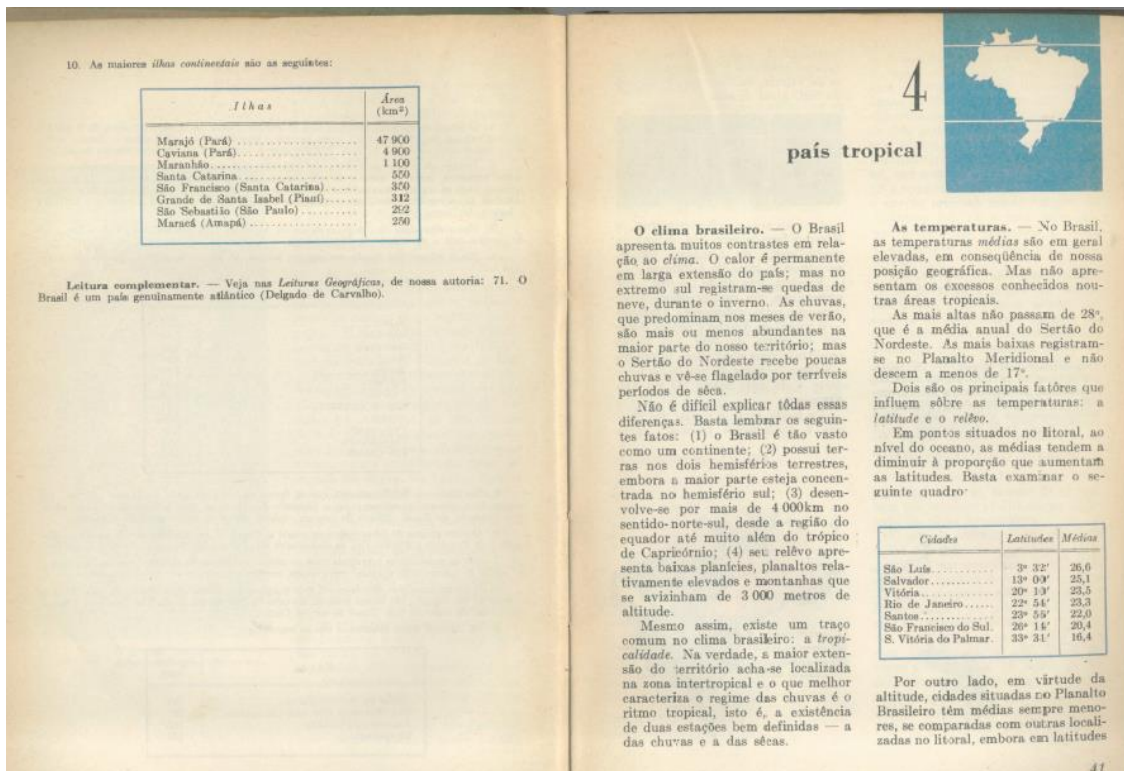 10. As maiores ilhas continentais são as seguintes:
Ilhas
Área
(km²)
Marajó (Pará) ..................... 47 900
Caviana (Pará)..................... 4 900
Maranhão........................... 1 100
Santa Catarina..................... 550
São Francisco (Santa Catarina)...... 350
Grande de Santa Isabel (Piauí)...... 312
São Sebastião (São Paulo) .......... 292
Maracá (Amapá) ..................... 250
Leitura complementar. — Veja nas Leituras Geográficas, de nossa autoria: 71. O
Brasil é um país genuinamente atlântico (Delgado de Carvalho).
4
país tropical
O clima brasileiro. — O Brasil
apresenta muitos contrastes em rela-
ção ao clima. O calor é permanente
em larga extensão do país; mas no
extremo sul registram-se quedas de
neve, durante o inverno. As chuvas,
que predominam nos meses de verão,
são mais ou menos abundantes na
maior parte do nosso território; mas
o Sertão do Nordeste recebe poucas
chuvas e vê-se flagelado por terríveis
períodos de sêca.
Não é difícil explicar tôdas essas
diferenças. Basta lembrar os seguin-
tes fatos: (1) o Brasil é tão vasto
como um continente; (2) possui ter-
ras nos dois hemisférios terrestres,
embora a maior parte esteja concen-
trada no hemisfério sul; (3) desen-
volve-se por mais de 4 000km no
sentido norte-sul, desde a região do
equador até muito além do trópico
de Capricórnio; (4) seu relêvo apre-
senta baixas planícies, planaltos rela-
tivamente elevados e montanhas que
se avizinham de 3 000 metros de
altitude.
Mesmo assim, existe um traço
comum no clima brasileiro: a tropi-
calidade. Na verdade, a maior exten-
são do território acha-se localizada
na zona intertropical e o que melhor
caracteriza o regime das chuvas é o
ritmo tropical, isto é, a existência
de duas estações bem definidas — a
das chuvas e a das sêcas.
As temperaturas. — No Brasil,
as temperaturas médias são em geral
elevadas, em conseqüência de nossa
posição geográfica. Mas não apre-
sentam os excessos conhecidos nou-
tras áreas tropicais.
As mais altas não passam de 28º,
que é a média anual do Sertão do
Nordeste. As mais baixas registram-
se no Planalto Meridional e não
descem a menos de 17º.
Dois são os principais fatôres que
influem sôbre as temperaturas: a
latitude e o relêvo.
Em pontos situados no litoral, ao
nível do oceano, as médias tendem a
diminuir à proporção que aumentam
as latitudes. Basta examinar o se-
guinte quadro
Cidades Latitudes Médias
São Luís........... 3º 32' 26,6
Salvador........... 13º 00' 25,1
Vitória............ 20º 19' 23,5
Rio de Janeiro...... 22º 54' 23,3
Santos............. 23º 56' 22,0
São Francisco do Sul. 26º 14' 20,4
S. Vitória do Palmar. 33º 31' 16,4
Por outro lado, em virtude da
altitude, cidades situadas no Planalto
Brasileiro têm médias sempre meno-
res, se comparadas com outras locali-
zadas no litoral, embora em latitudes
41